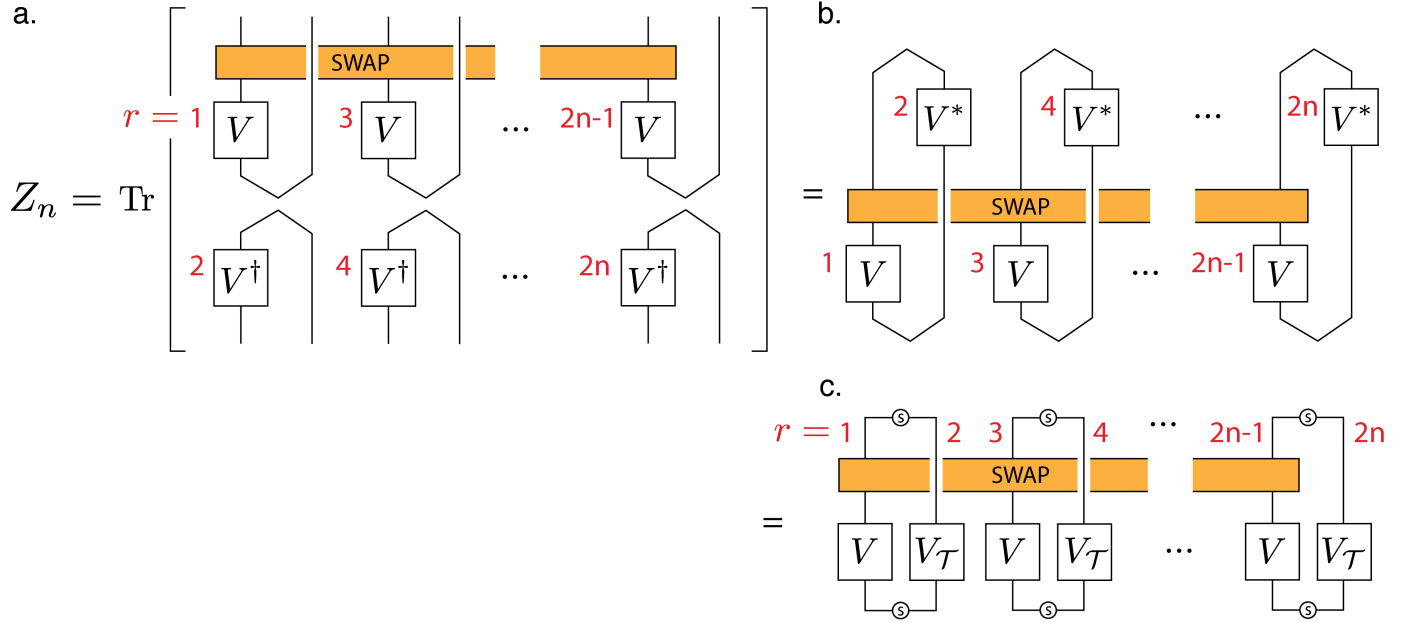 a.
SWAP
r = 1 V 3 V ... 2n-1 V
Z_n = Tr
2 V† 4 V† ... 2n V†
b.
2 V* 4 V* ... 2n V*
=
SWAP
1 V 3 V ... 2n-1 V
c.
r = 1 2 3 4 ... 2n-1 2n
s s s
SWAP
=
V V_𝒯 V V_𝒯 ... V V_𝒯
s s s